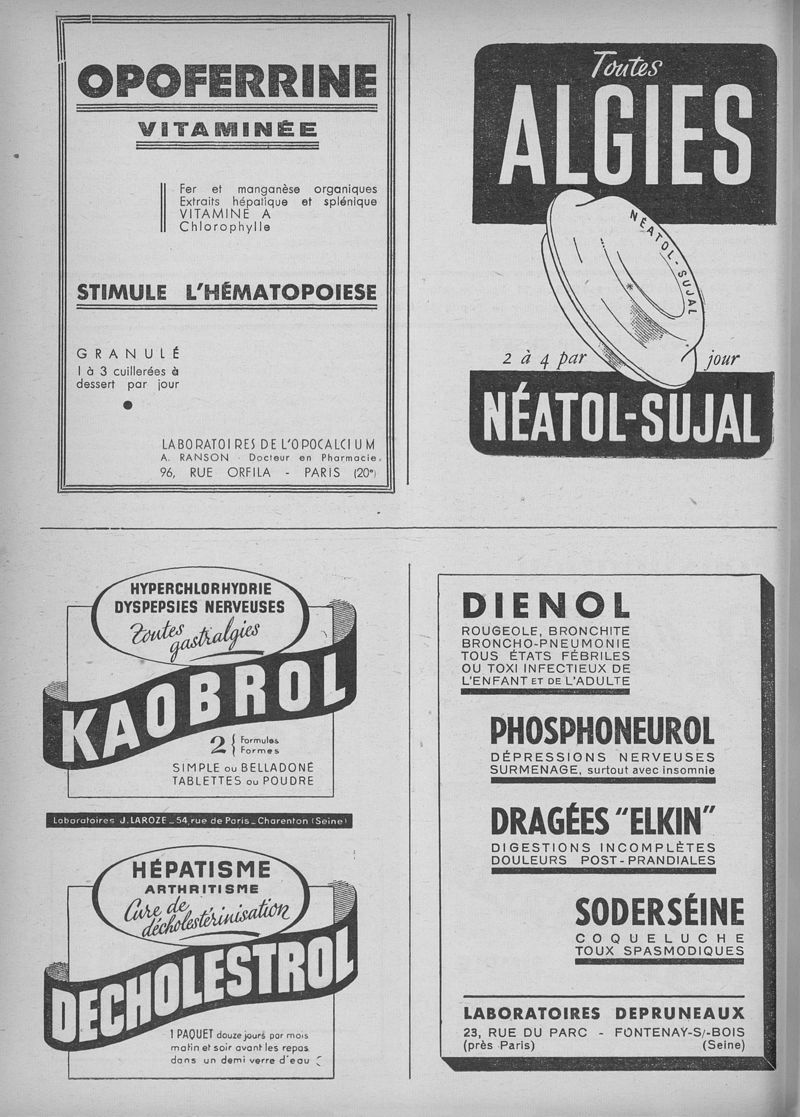 OPOFERRINE
VITAMINÉE
Fer et manganèse organiques
Extraits hépatique et splénique
VITAMINE A
Chlorophylle
STIMULE L'HÉMATOPOIESE
GRANULÉ
1 à 3 cuillerées à
dessert par jour
LABORATOIRES DE L'OPOCALCIUM
A. RANSON - Docteur en Pharmacie,
96, RUE ORFILA - PARIS (20e)
Toutes
ALGIES
NÉATOL-SUJAL
2 à 4 par jour
NÉATOL-SUJAL
HYPERCHLORHYDRIE
DYSPEPSIES NERVEUSES
Toutes
gastralgies
KAOBROL
2 { Formules
Formes
SIMPLE ou BELLADONÉ
TABLETTES ou POUDRE
Laboratoires J. LAROZE _ 54, rue de Paris _ Charenton (Seine)
HÉPATISME
ARTHRITISME
Cure de
décholestérinisation
DECHOLESTROL
1 PAQUET douze jours par mois
matin et soir avant les repas
dans un demi verre d'eau
DIENOL
ROUGEOLE, BRONCHITE
BRONCHO-PNEUMONIE
TOUS ÉTATS FÉBRILES
OU TOXI INFECTIEUX DE
L'ENFANT ET DE L'ADULTE
PHOSPHONEUROL
DÉPRESSIONS NERVEUSES
SURMENAGE, surtout avec insomnie
DRAGÉES "ELKIN"
DIGESTIONS INCOMPLÈTES
DOULEURS POST-PRANDIALES
SODERSÉINE
COQUELUCHE
TOUX SPASMODIQUES
LABORATOIRES DEPRUNEAUX
23, RUE DU PARC - FONTENAY-S/-BOIS
(près Paris) (Seine)